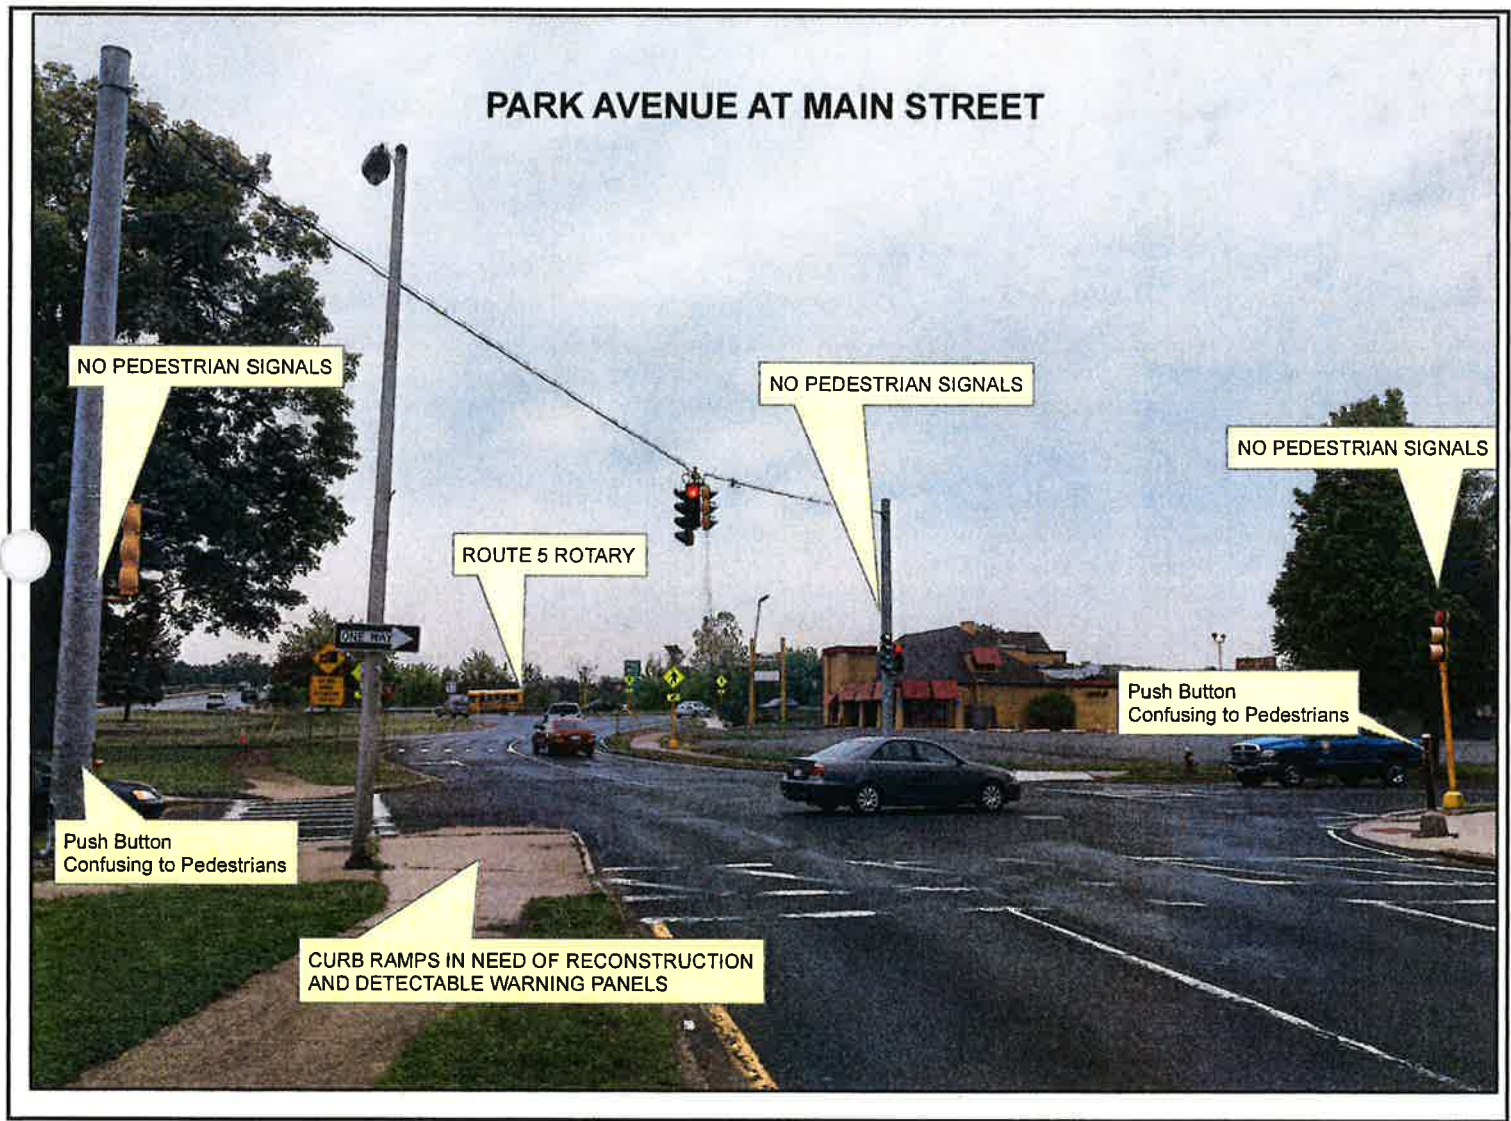 PARK AVENUE AT MAIN STREET
NO PEDESTRIAN SIGNALS
NO PEDESTRIAN SIGNALS
NO PEDESTRIAN SIGNALS
ROUTE 5 ROTARY
ONE WAY
Push Button
Confusing to Pedestrians
Push Button
Confusing to Pedestrians
CURB RAMPS IN NEED OF RECONSTRUCTION
AND DETECTABLE WARNING PANELS